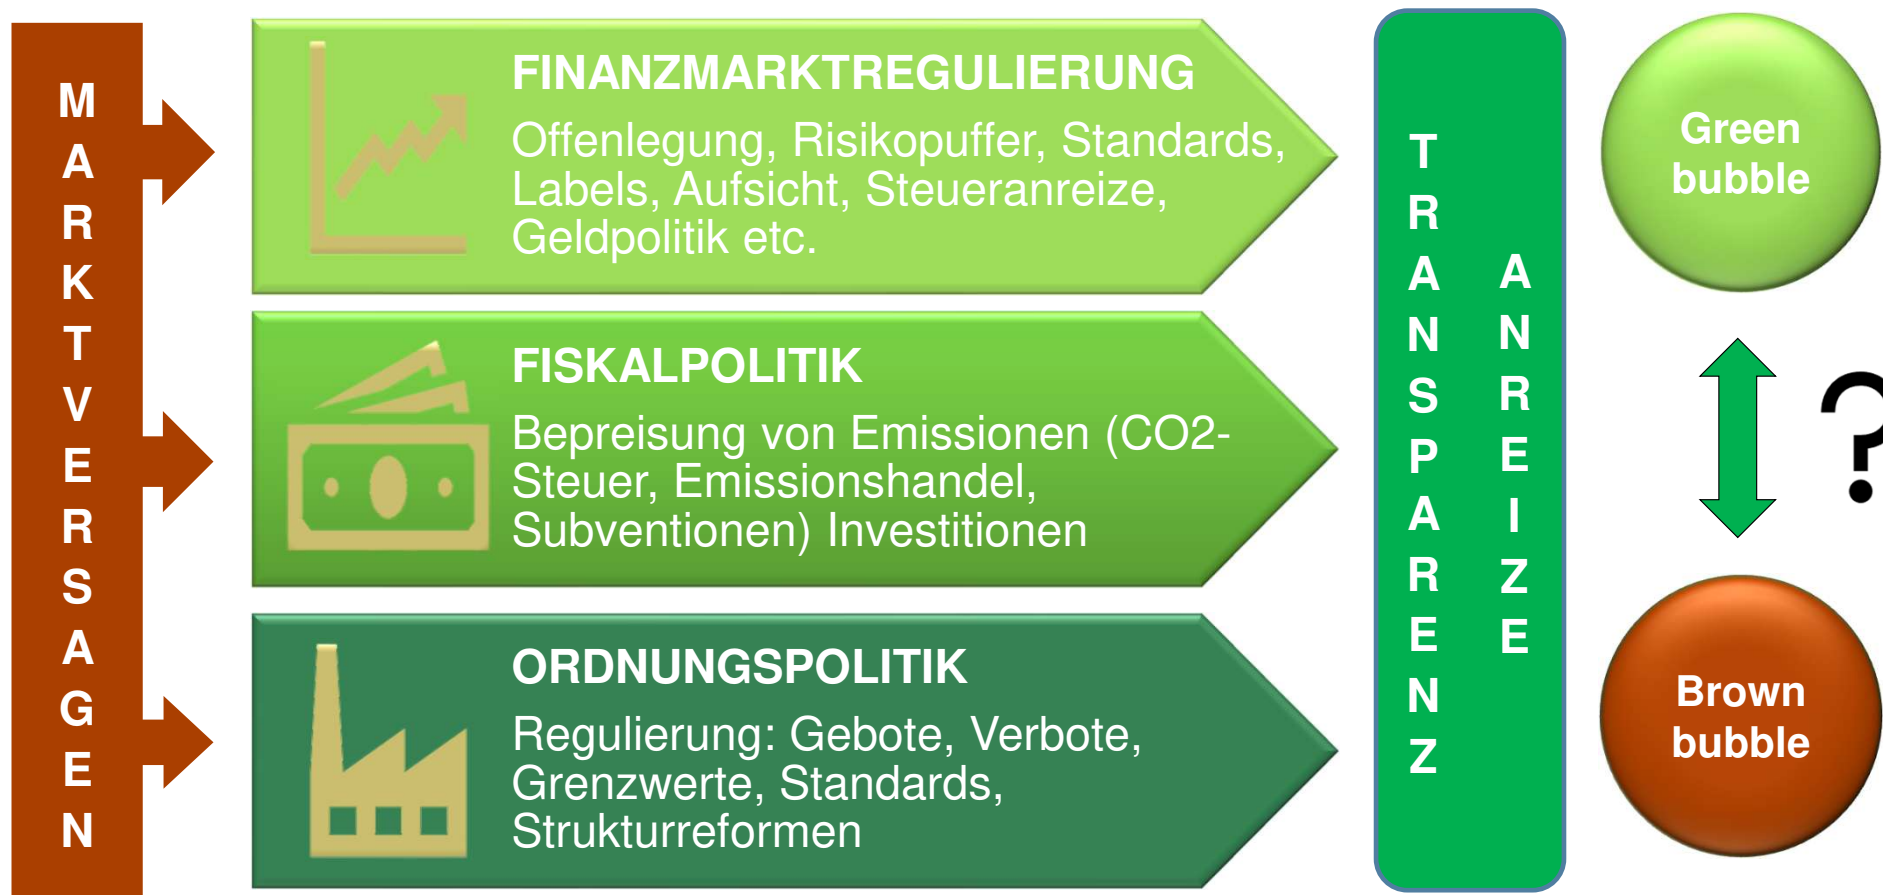 MARKTVERSAGEN
FINANZMARKTREGULIERUNG
Offenlegung, Risikopuffer, Standards,
Labels, Aufsicht, Steueranreize,
Geldpolitik etc.
FISKALPOLITIK
Bepreisung von Emissionen (CO2-
Steuer, Emissionshandel,
Subventionen) Investitionen
ORDNUNGSPOLITIK
Regulierung: Gebote, Verbote,
Grenzwerte, Standards,
Strukturreformen
TRANSPARENZ
ANREIZE
Green
bubble
?
Brown
bubble